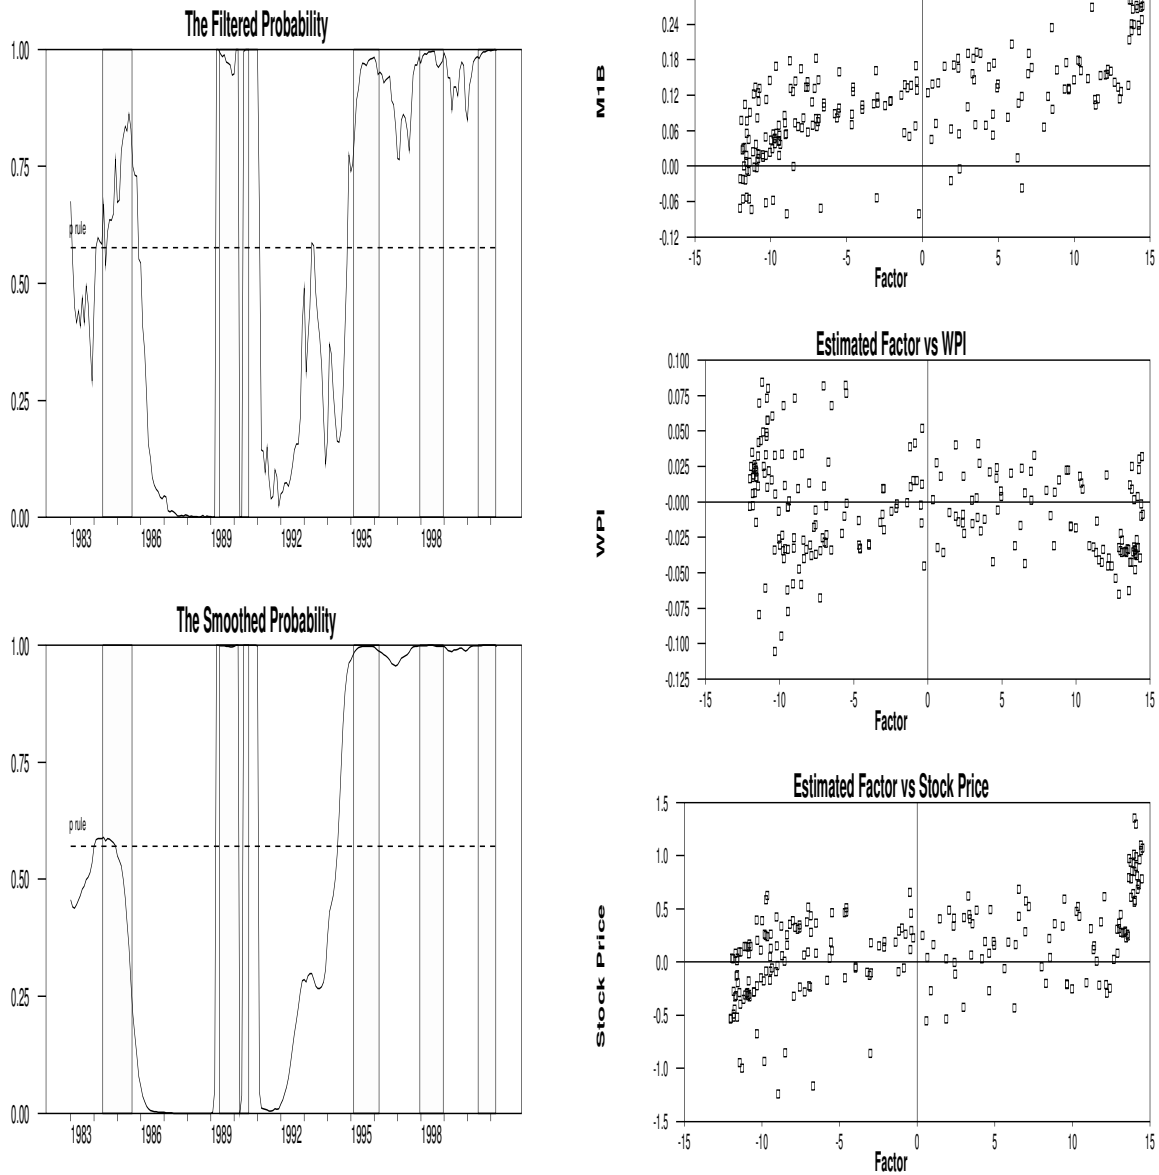 The Filtered Probability
1.00
0.75
p rule
0.50
0.25
0.00
1983 1986 1989 1992 1995 1998
The Smoothed Probability
1.00
0.75
p rule
0.50
0.25
0.00
1983 1986 1989 1992 1995 1998
0.24
0.18
0.12
0.06
0.00
-0.06
-0.12
M1B
-15 -10 -5 0 5 10 15
Factor
Estimated Factor vs WPI
0.100
0.075
0.050
0.025
-0.000
-0.025
-0.050
-0.075
-0.100
-0.125
WPI
-15 -10 -5 0 5 10 15
Factor
Estimated Factor vs Stock Price
1.5
1.0
0.5
0.0
-0.5
-1.0
-1.5
Stock Price
-15 -10 -5 0 5 10 15
Factor